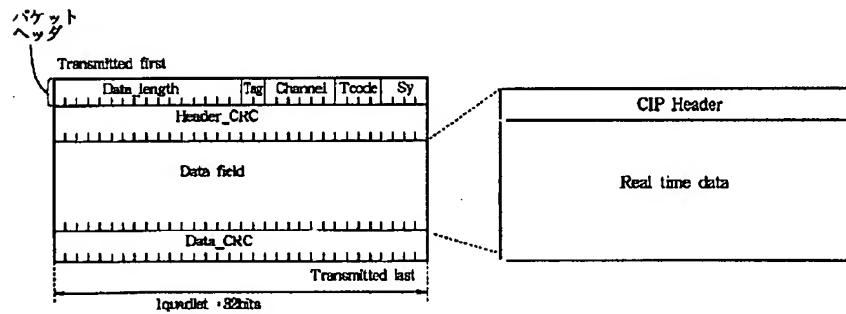 パケット
ヘッダ
Transmitted first
Data_length Tag Channel Tcode Sy
Header_CRC
Data field
Data_CRC
Transmitted last
1quadlet =32bits
CIP Header
Real time data